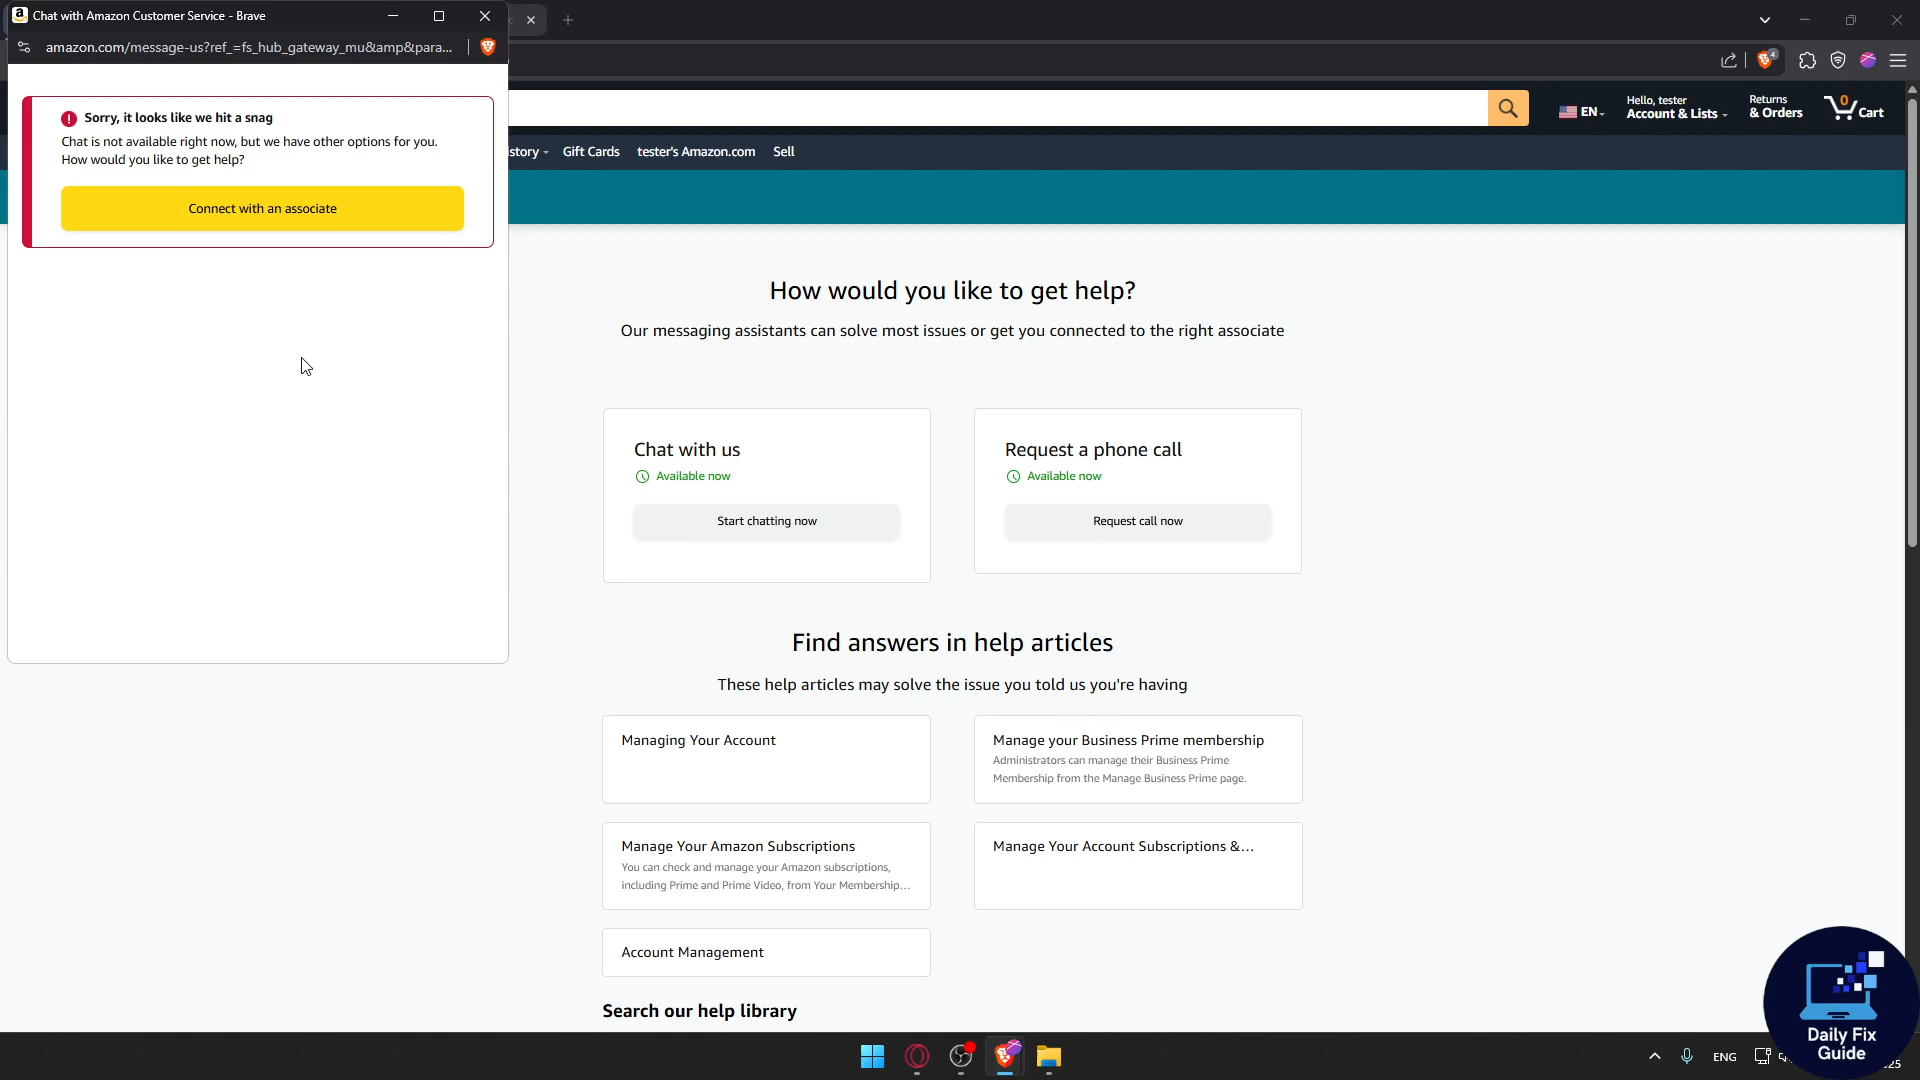 Chat with Amazon Customer Service - Brave
amazon.com/message-us?ref_=fs_hub_gateway_mu&amp&para...
Sorry, it looks like we hit a snag
Chat is not available right now, but we have other options for you.
How would you like to get help?
Connect with an associate
4
EN
Hello, tester
Account & Lists
Returns
& Orders
0
Cart
istory
Gift Cards
tester's Amazon.com
Sell
How would you like to get help?
Our messaging assistants can solve most issues or get you connected to the right associate
Chat with us
Available now
Start chatting now
Request a phone call
Available now
Request call now
Find answers in help articles
These help articles may solve the issue you told us you're having
Managing Your Account
Manage your Business Prime membership
Administrators can manage their Business Prime
Membership from the Manage Business Prime page.
Manage Your Amazon Subscriptions
You can check and manage your Amazon subscriptions,
including Prime and Prime Video, from Your Membership...
Manage Your Account Subscriptions &...
Account Management
Search our help library
ENG
Daily Fix
Guide